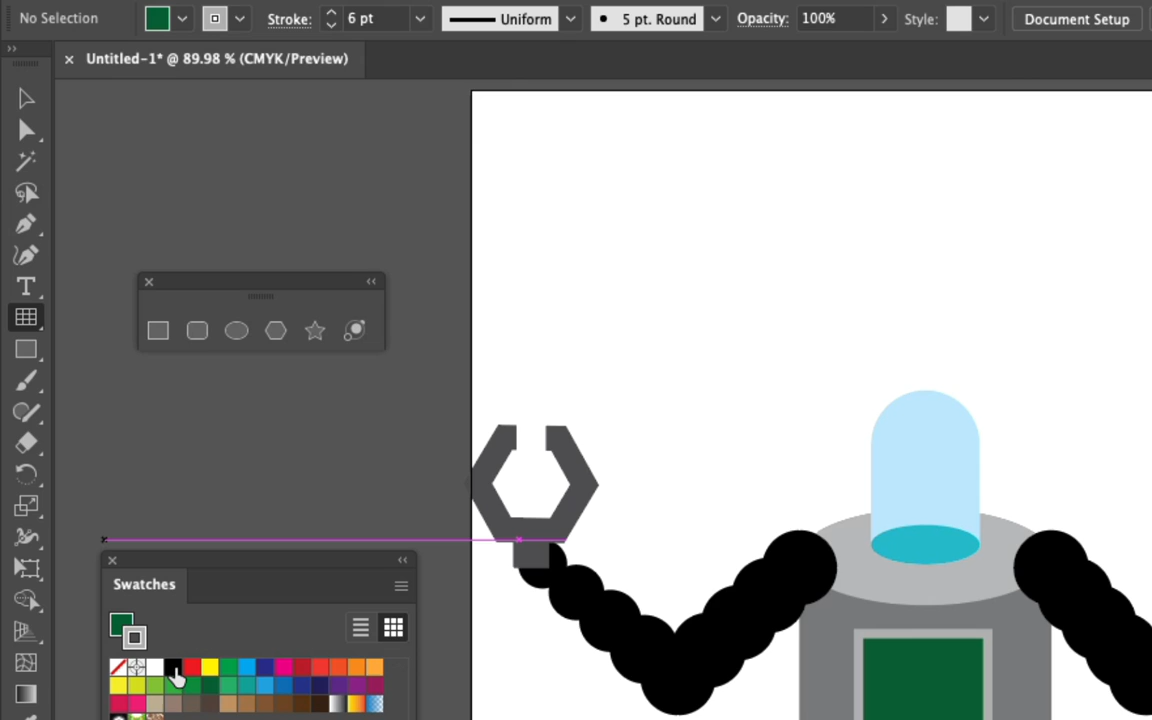 No Selection Stroke: 6 pt Uniform 5 pt. Round Opacity: 100% Style: Document Setup
Untitled-1* @ 89.98 % (CMYK/Preview)
Swatches